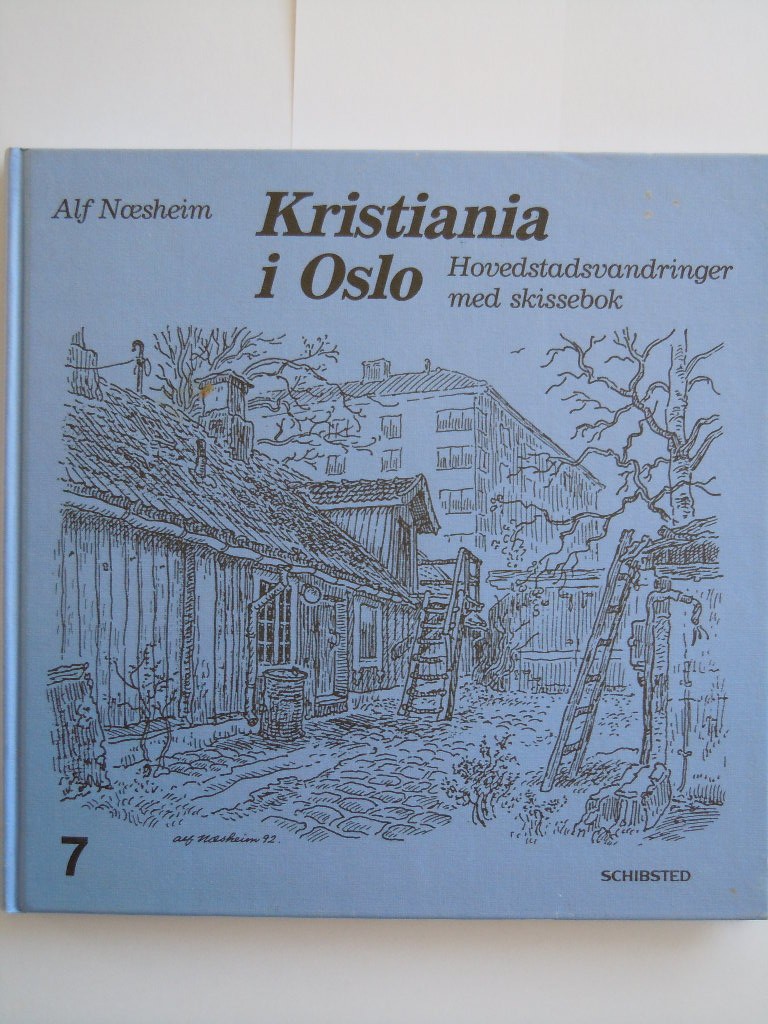 Alf Næsheim
Kristiania
i Oslo
Hovedstadsvandringer
med skissebok
alf Næsheim 92.
7
SCHIBSTED